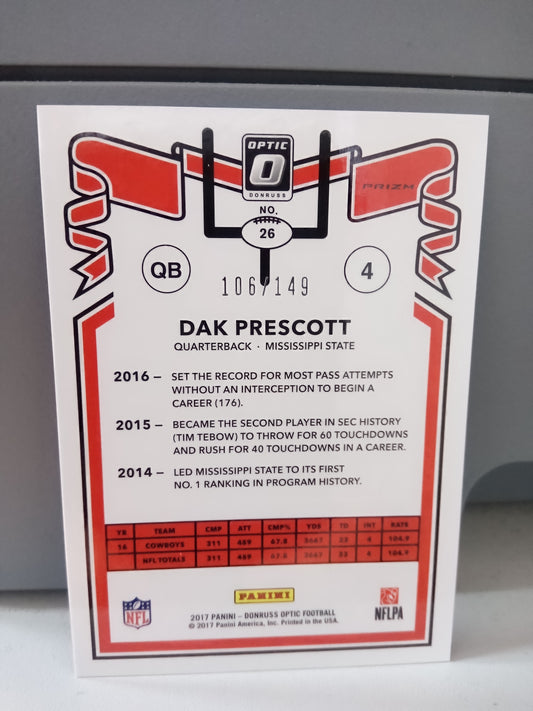 OPTIC
O
DONRUSS
PRIZM
NO.
26
QB
4
106/149
DAK PRESCOTT
QUARTERBACK · MISSISSIPPI STATE
2016 – SET THE RECORD FOR MOST PASS ATTEMPTS
WITHOUT AN INTERCEPTION TO BEGIN A
CAREER (176).
2015 – BECAME THE SECOND PLAYER IN SEC HISTORY
(TIM TEBOW) TO THROW FOR 60 TOUCHDOWNS
AND RUSH FOR 40 TOUCHDOWNS IN A CAREER.
2014 – LED MISSISSIPPI STATE TO ITS FIRST
NO. 1 RANKING IN PROGRAM HISTORY.
YR TEAM CMP ATT CMP% YDS TD INT RATE
16 COWBOYS 311 459 67.8 3667 23 4 104.9
NFL TOTALS 311 459 67.8 3667 23 4 104.9
PANINI
NFL
NFLPA
2017 PANINI – DONRUSS OPTIC FOOTBALL
© 2017 Panini America, Inc. Printed in the USA.